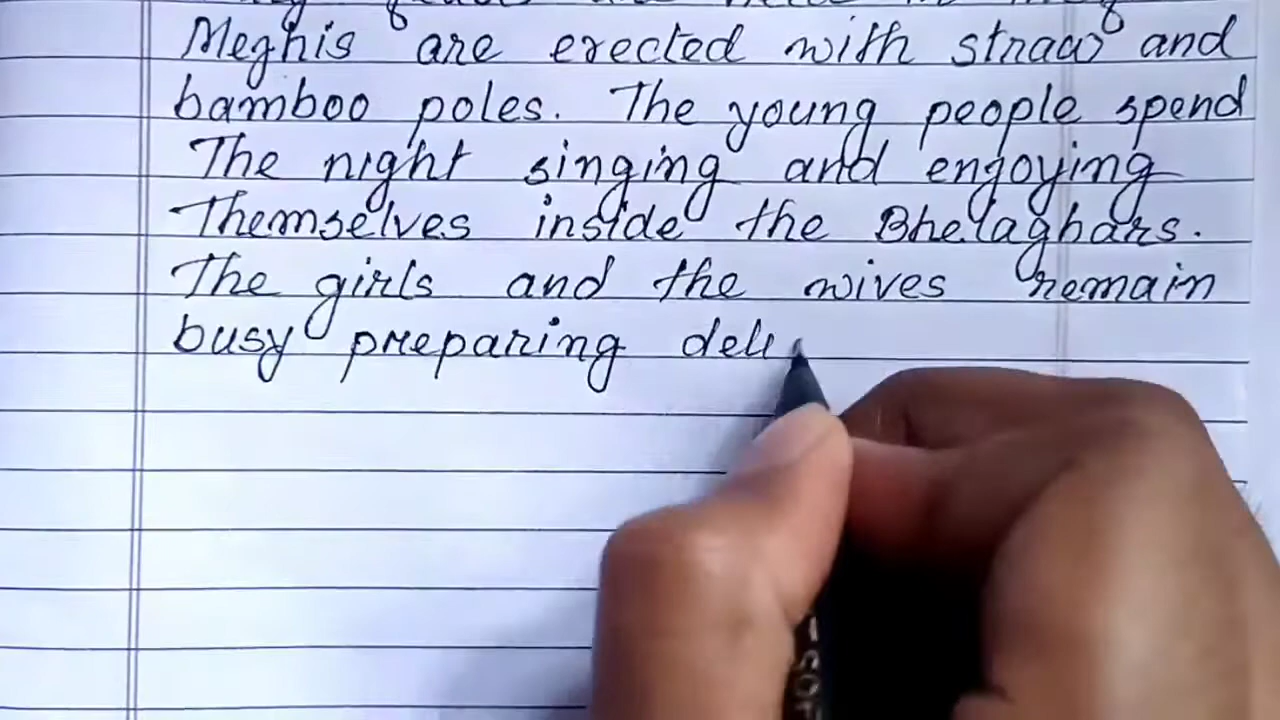 Meghis are erected with straw and
bamboo poles. The young people spend
The night singing and enjoying
Themselves inside the Bhelaghars.
The girls and the wives remain
busy preparing deli